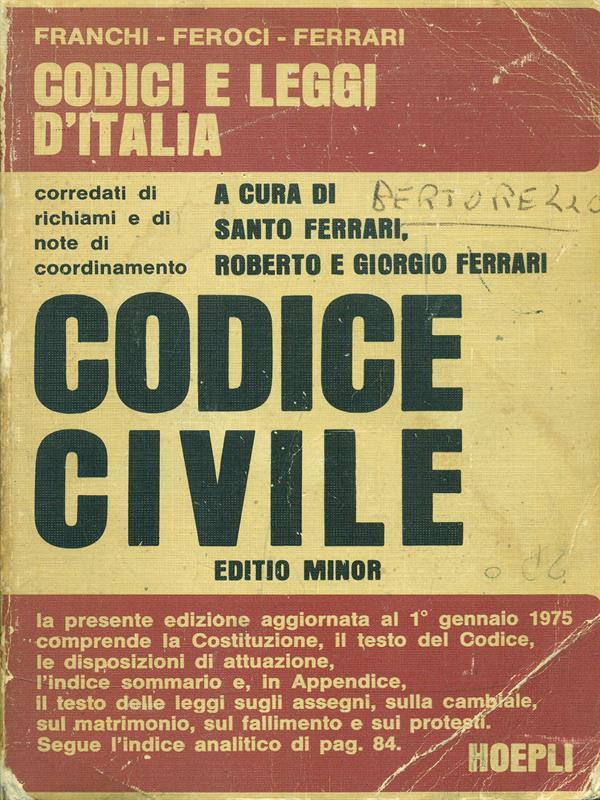 FRANCHI - FEROCI - FERRARI
CODICI E LEGGI
D'ITALIA
corredati di
richiami e di
note di
coordinamento
A CURA DI
SANTO FERRARI,
ROBERTO E GIORGIO FERRARI
BERTORELLO
CODICE
CIVILE
EDITIO MINOR
la presente edizione aggiornata al 1° gennaio 1975
comprende la Costituzione, il testo del Codice,
le disposizioni di attuazione,
l'indice sommario e, in Appendice,
il testo delle leggi sugli assegni, sulla cambiale,
sul matrimonio, sul fallimento e sui protesti.
Segue l'indice analitico di pag. 84.
HOEPLI